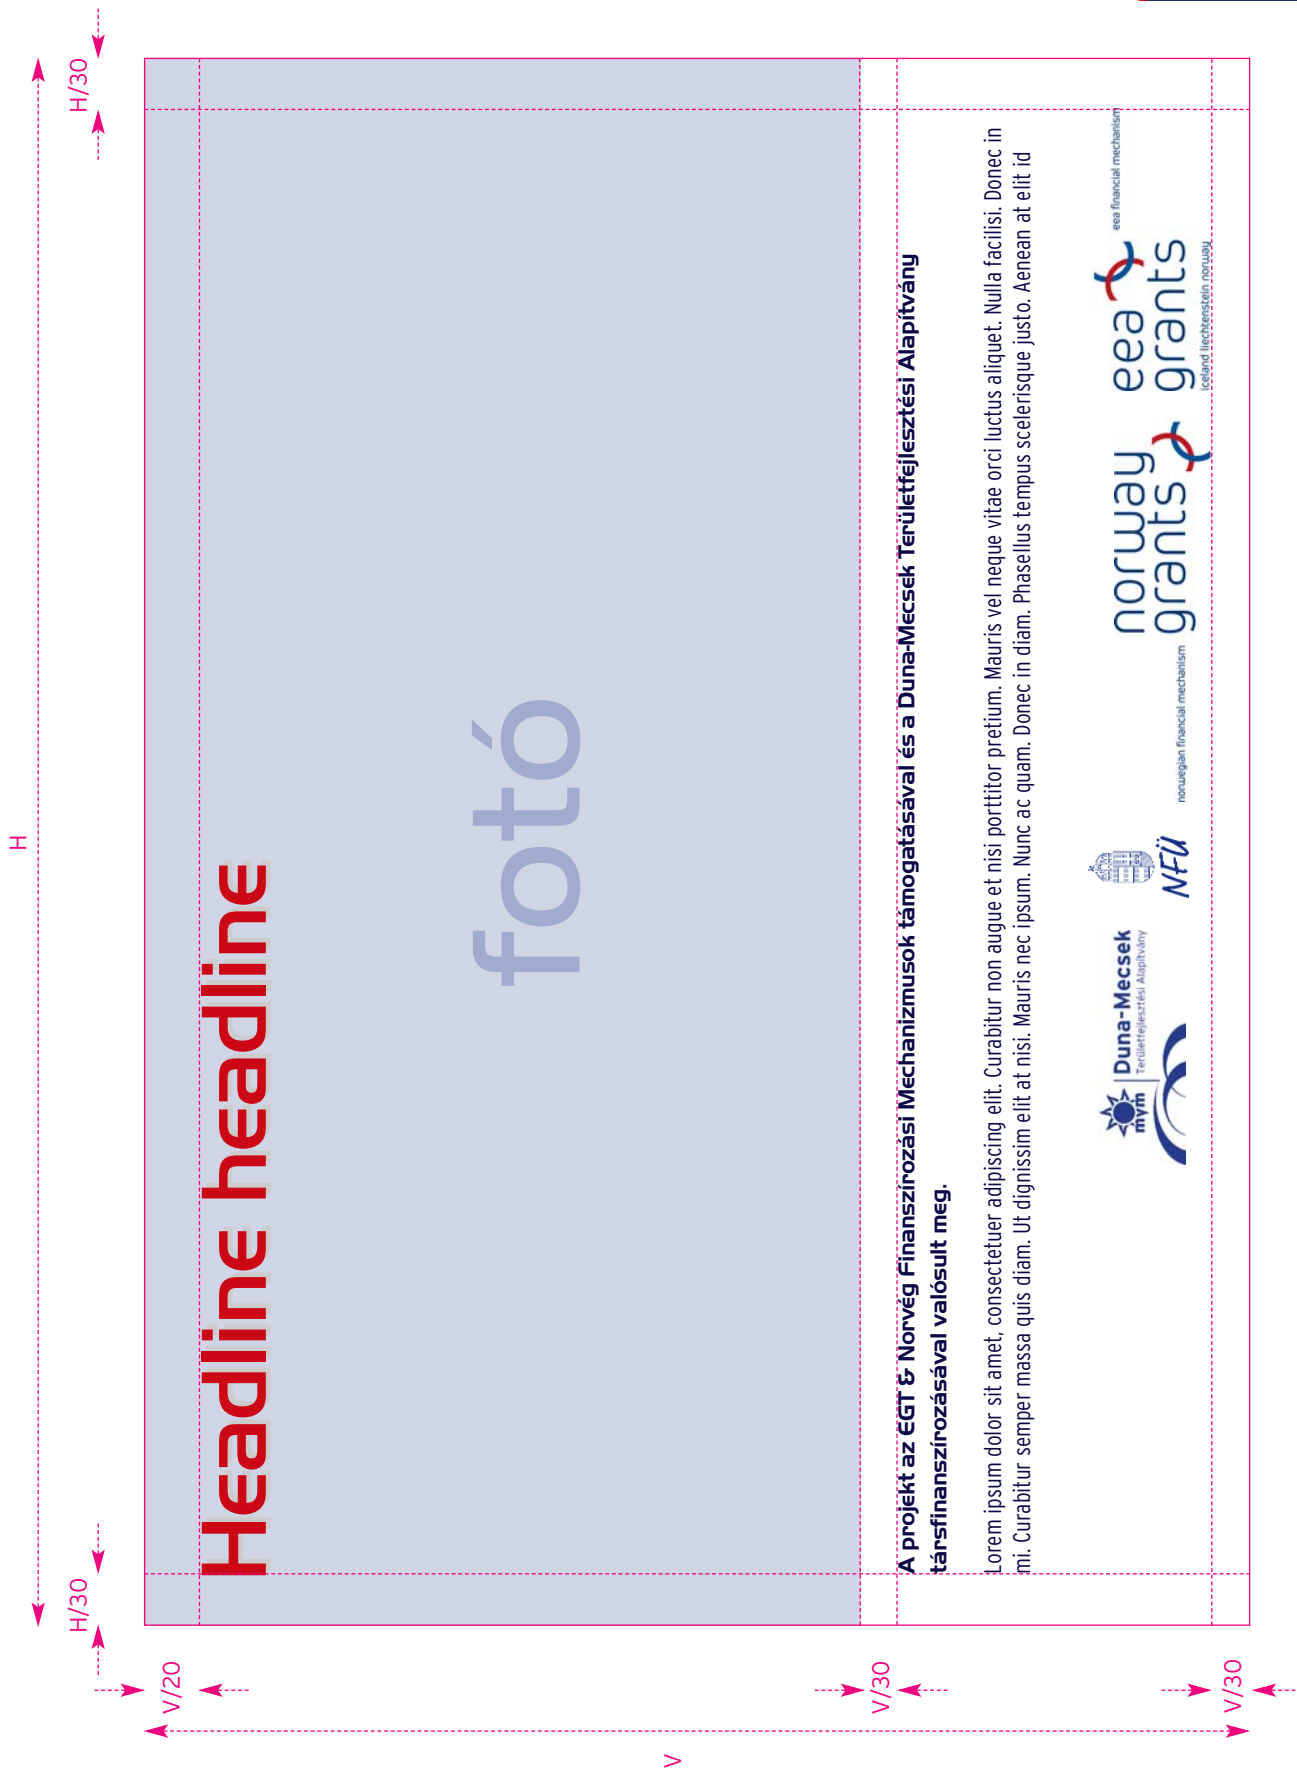 H
H/30
H/30
V/20
V/30
V/30
V
Headline headline
fotó
A projekt az EGT & Norvég Finanszírozási Mechanizmusok támogatásával és a Duna-Mecsek Területfejlesztési Alapítvány
társfinanszírozásával valósult meg.
Lorem ipsum dolor sit amet, consectetuer adipiscing elit. Curabitur non augue et nisi porttitor pretium. Mauris vel neque vitae orci luctus aliquet. Nulla facilisi. Donec in
mi. Curabitur semper massa quis diam. Ut dignissim elit at nisi. Mauris nec ipsum. Nunc ac quam. Donec in diam. Phasellus tempus scelerisque justo. Aenean at elit id
mym
Duna-Mecsek
Területfejlesztési Alapítvány
NFÜ
norwegian financial mechanism
norway
grants
eea
grants
iceland liechtenstein norway
eea financial mechanism